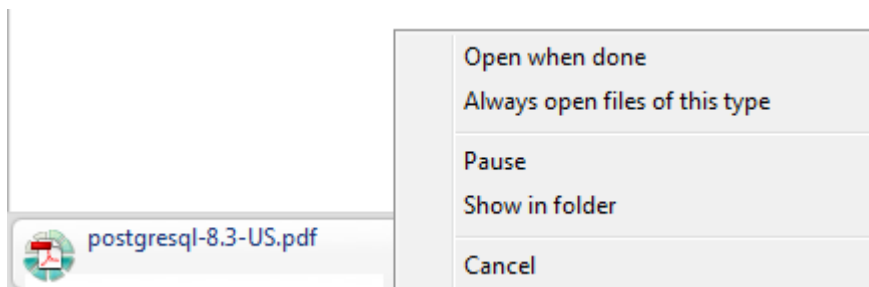 Open when done
Always open files of this type
Pause
Show in folder
postgresql-8.3-US.pdf
Cancel